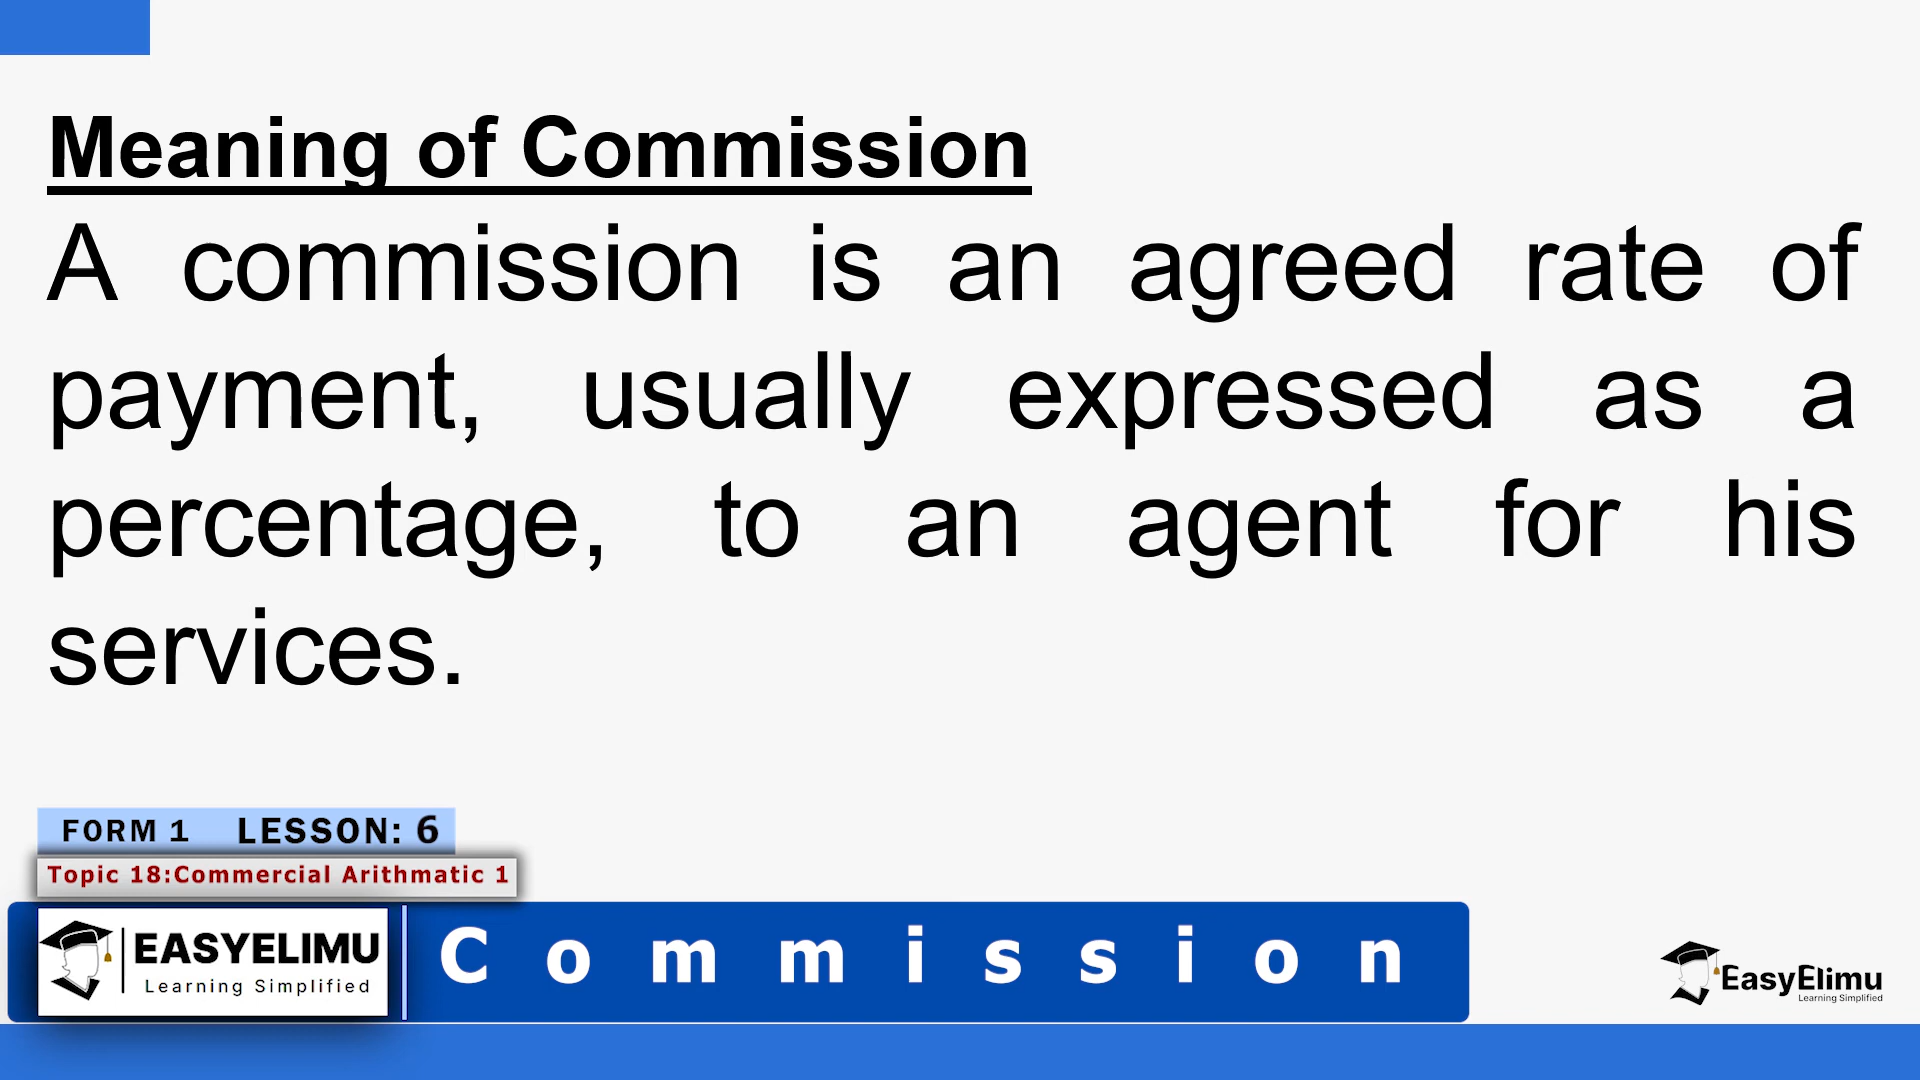 Meaning of Commission
A commission is an agreed rate of
payment, usually expressed as a
percentage, to an agent for his
services.
FORM 1 LESSON: 6
Topic 18:Commercial Arithmatic 1
EASYELIMU
Learning Simplified
Commission
EasyElimu
Learning Simplified